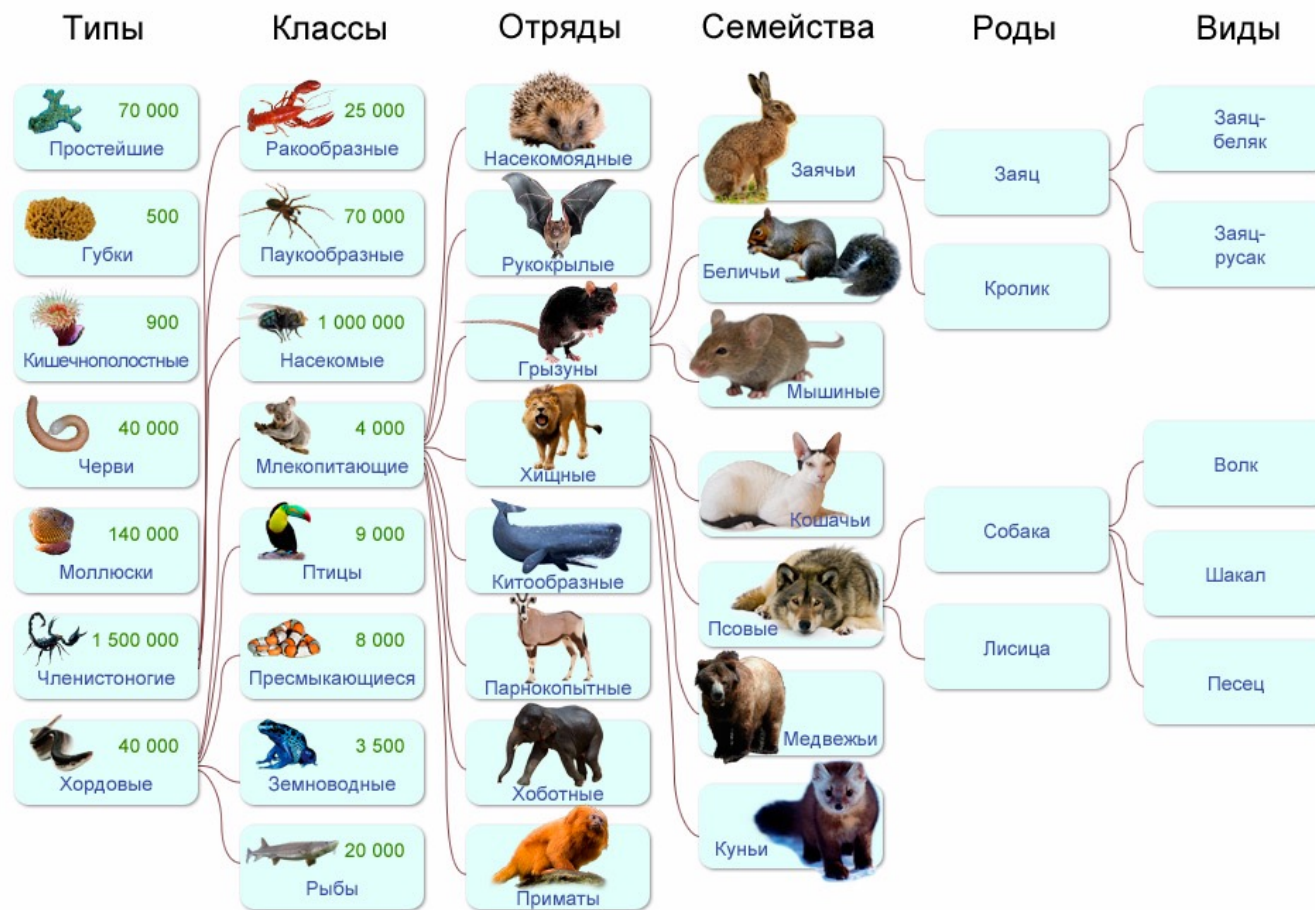 Типы
Классы
Отряды
Семейства
Роды
Виды
70 000
Простейшие
500
Губки
900
Кишечнополостные
40 000
Черви
140 000
Моллюски
1 500 000
Членистоногие
40 000
Хордовые
25 000
Ракообразные
70 000
Паукообразные
1 000 000
Насекомые
4 000
Млекопитающие
9 000
Птицы
8 000
Пресмыкающиеся
3 500
Земноводные
20 000
Рыбы
Насекомоядные
Рукокрылые
Грызуны
Хищные
Китообразные
Парнокопытные
Хоботные
Приматы
Заячьи
Беличьи
Мышиные
Кошачьи
Псовые
Медвежьи
Куньи
Заяц
Кролик
Собака
Лисица
Заяц-
беляк
Заяц-
русак
Волк
Шакал
Песец